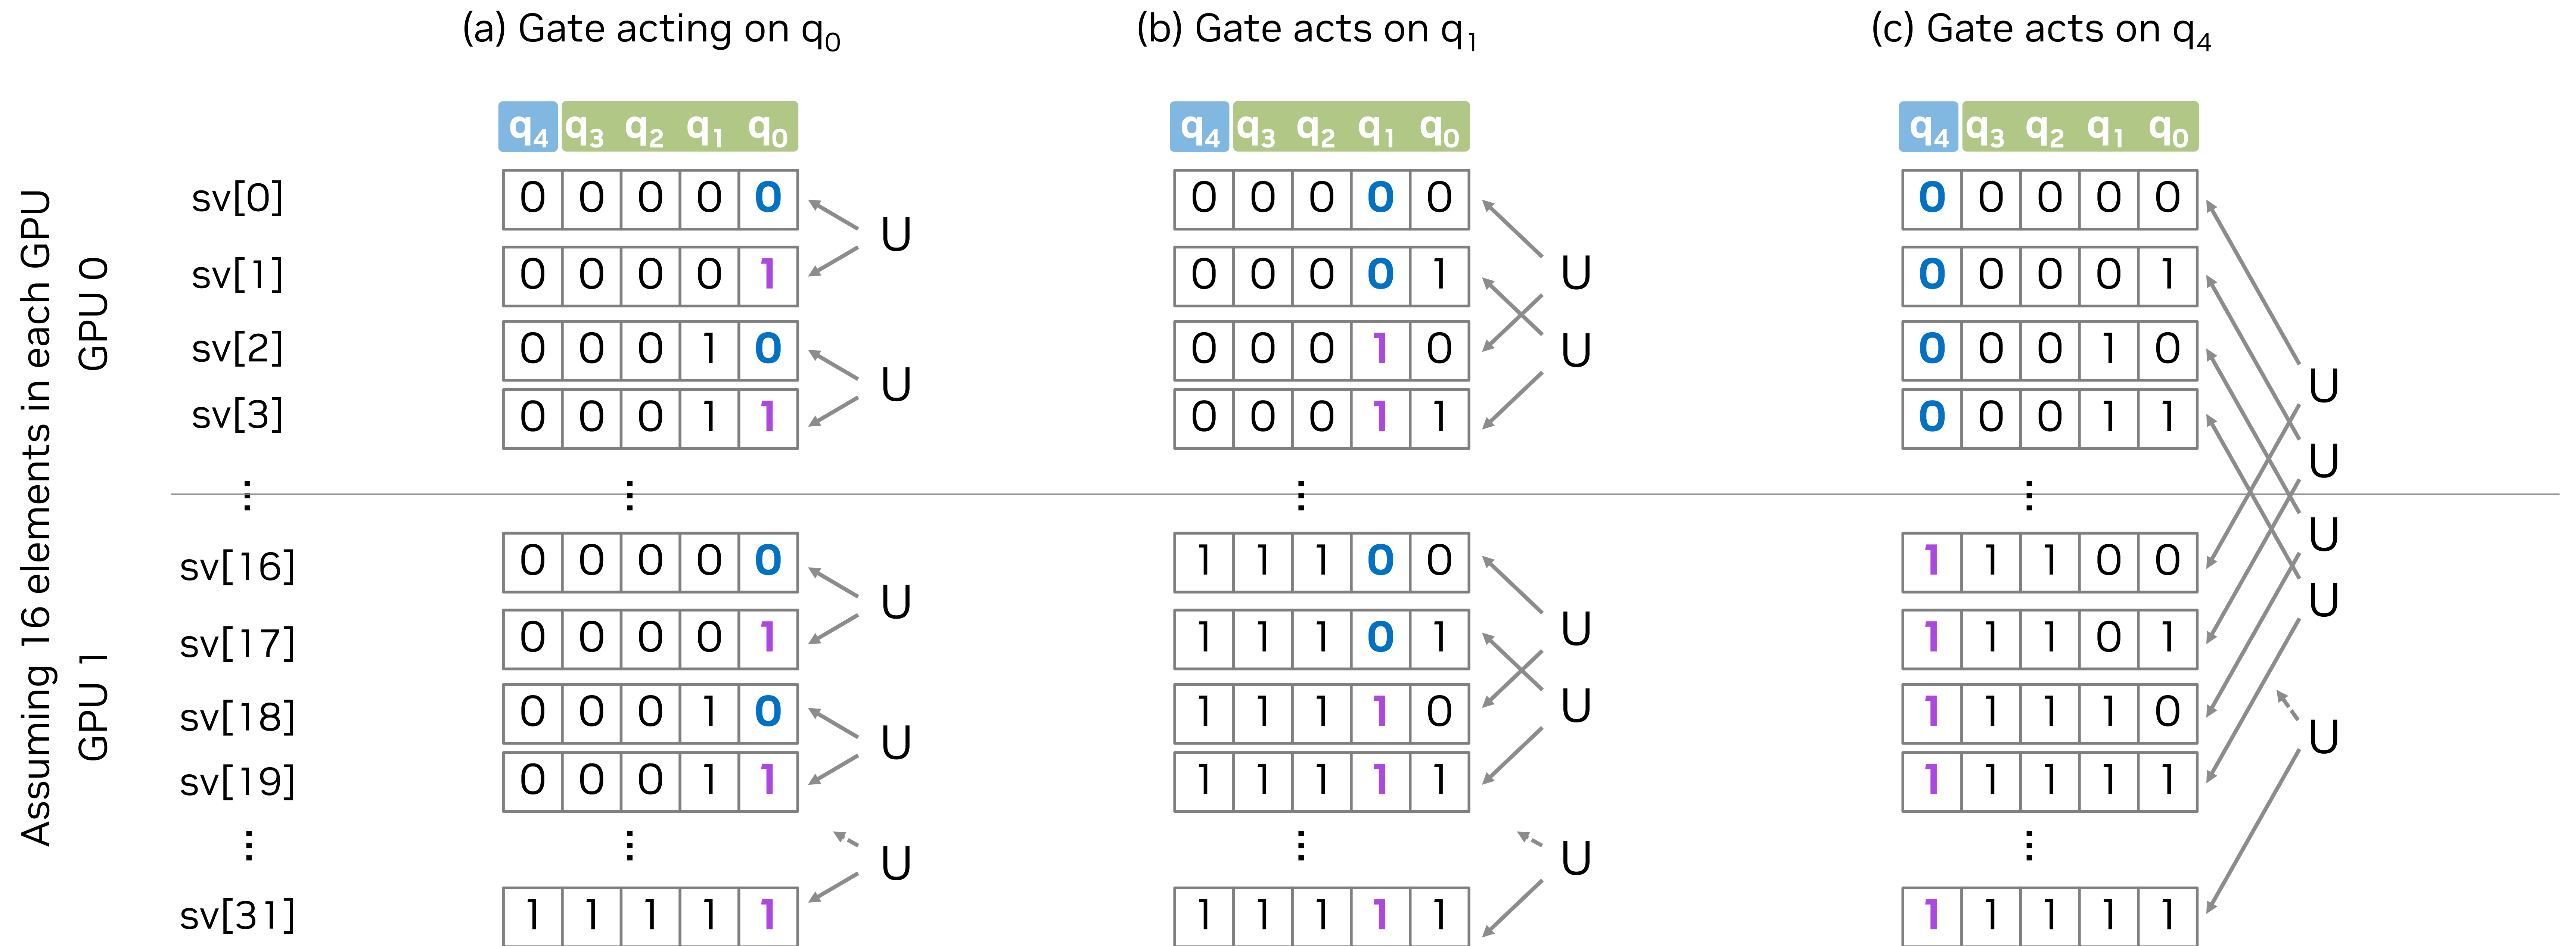 (a) Gate acting on q₀ (b) Gate acts on q₁ (c) Gate acts on q₄
Assuming 16 elements in each GPU
GPU 0
GPU 1
q₄ q₃ q₂ q₁ q₀ q₄ q₃ q₂ q₁ q₀ q₄ q₃ q₂ q₁ q₀
sv[0] 0 0 0 0 0 0 0 0 0 0 0 0 0 0 0
U
sv[1] 0 0 0 0 1 0 0 0 0 1 0 0 0 0 1
U
sv[2] 0 0 0 1 0 0 0 0 1 0 0 0 0 1 0
U
U U
sv[3] 0 0 0 1 1 0 0 0 1 1 0 0 0 1 1
U
⋮ ⋮ ⋮ ⋮
U
sv[16] 0 0 0 0 0 1 1 1 0 0 1 1 1 0 0
U U
U
sv[17] 0 0 0 0 1 1 1 1 0 1 1 1 1 0 1
U
sv[18] 0 0 0 1 0 1 1 1 1 0 1 1 1 1 0
U U
sv[19] 0 0 0 1 1 1 1 1 1 1 1 1 1 1 1
⋮ ⋮ ⋮ ⋮
U U
sv[31] 1 1 1 1 1 1 1 1 1 1 1 1 1 1 1